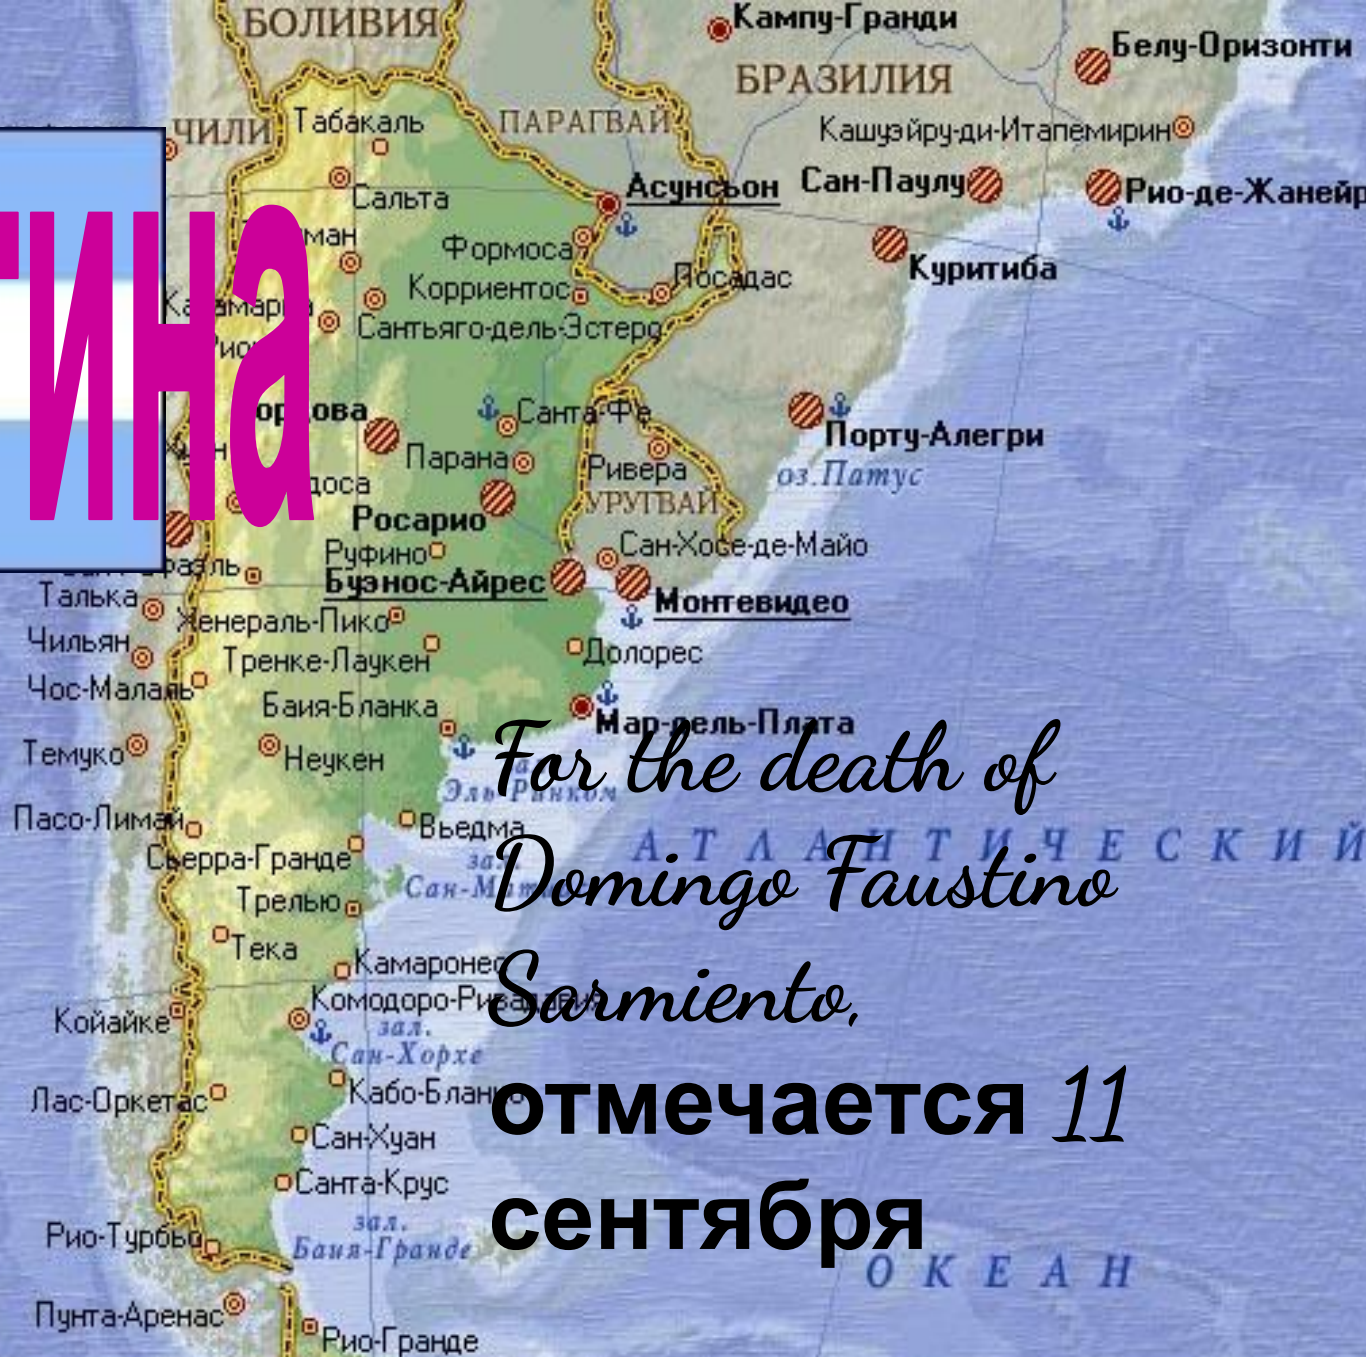 БОЛИВИЯ
Кампу-Гранди
Белу-Оризонти
БРАЗИЛИЯ
ЧИЛИ
Табакаль
ПАРАГВАЙ
Кашуэйру-ди-Итапемирин
Сальта
Асунсьон
Сан-Паулу
Рио-де-Жанейр
тина
Формоса
Посадас
Куритиба
Корриентос
Сантьяго-дель-Эстеро
Санта-Фе
Порту-Алегри
Парана
Ривера
оз.Патус
УРУГВАЙ
Росарио
Руфино
Сан-Хосе-де-Майо
Буэнос-Айрес
Монтевидео
Талька
Женераль-Пико
Чильян
Тренке-Лаукен
Долорес
Чос-Малаль
Баия-Бланка
Мар-дель-Плата
Темуко
Неукен
For the death of
Эль-Ринком
Пасо-Лимай
Вьедма
АТЛАНТИЧЕСКИЙ
Сьерра-Гранде
зал.
Domingo Faustino
Трелью
Тека
Камаронес
Sarmiento,
Койайке
зал.
Сан-Хорхе
Лас-Оркетас
отмечается 11
Сан-Хуан
Санта-Крус
сентября
Рио-Турбьо
зал.
Баия-Гранде
ОКЕАН
Пунта-Аренас
Рио-Гранде